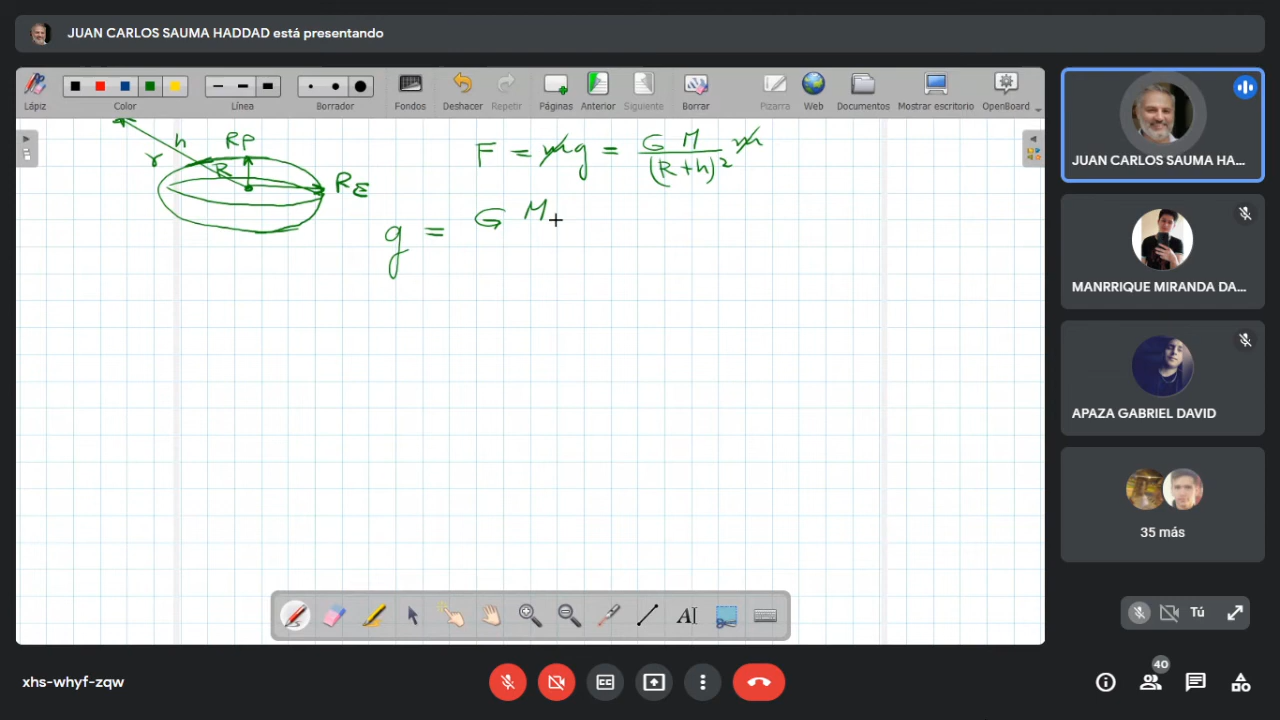 JUAN CARLOS SAUMA HADDAD está presentando
Lápiz Color Línea Borrador Fondos Deshacer Repetir Páginas Anterior Siguiente Borrar Pizarra Web Documentos Mostrar escritorio OpenBoard
h
RP
r
R
RE
F = mg = G M / (R+h)² m
g = G M
JUAN CARLOS SAUMA HA...
MANRRIQUE MIRANDA DA...
APAZA GABRIEL DAVID
35 más
Tú
AI
xhs-whyf-zqw
CC
40